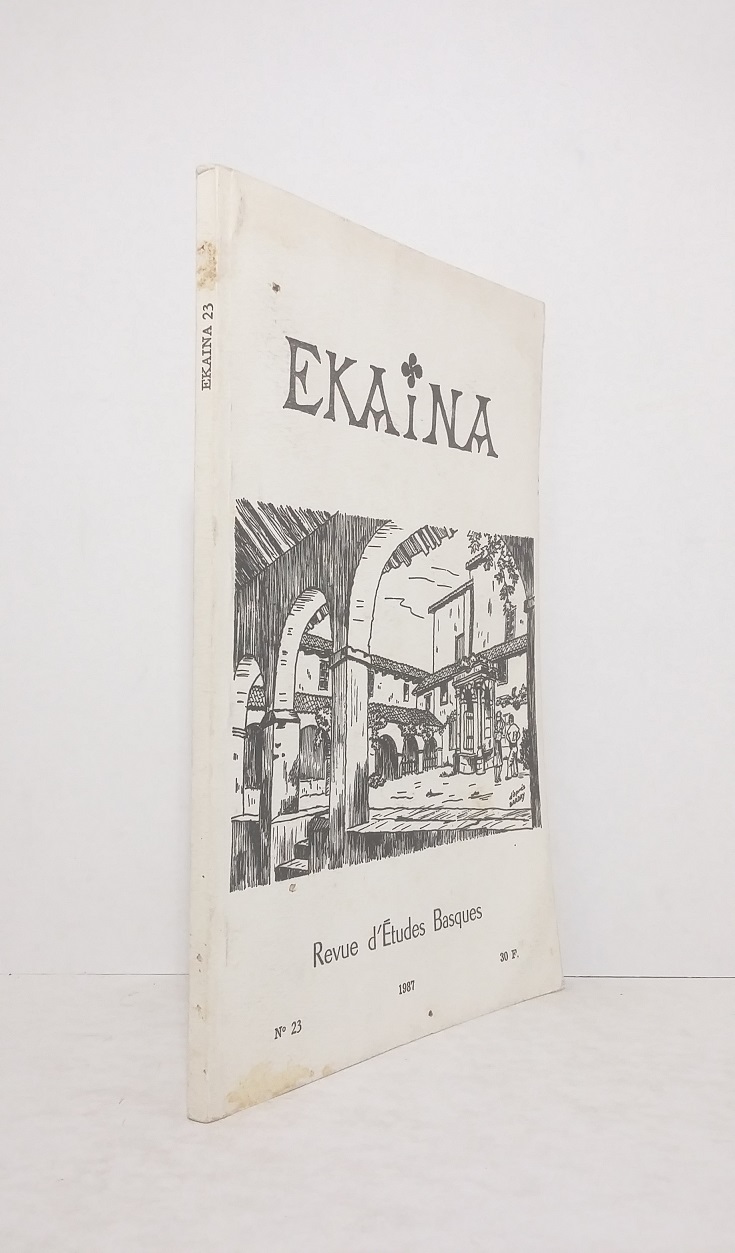 EKAINA 23
EKAiNA
Revue d'Études Basques
30 F.
1987
Nº 23